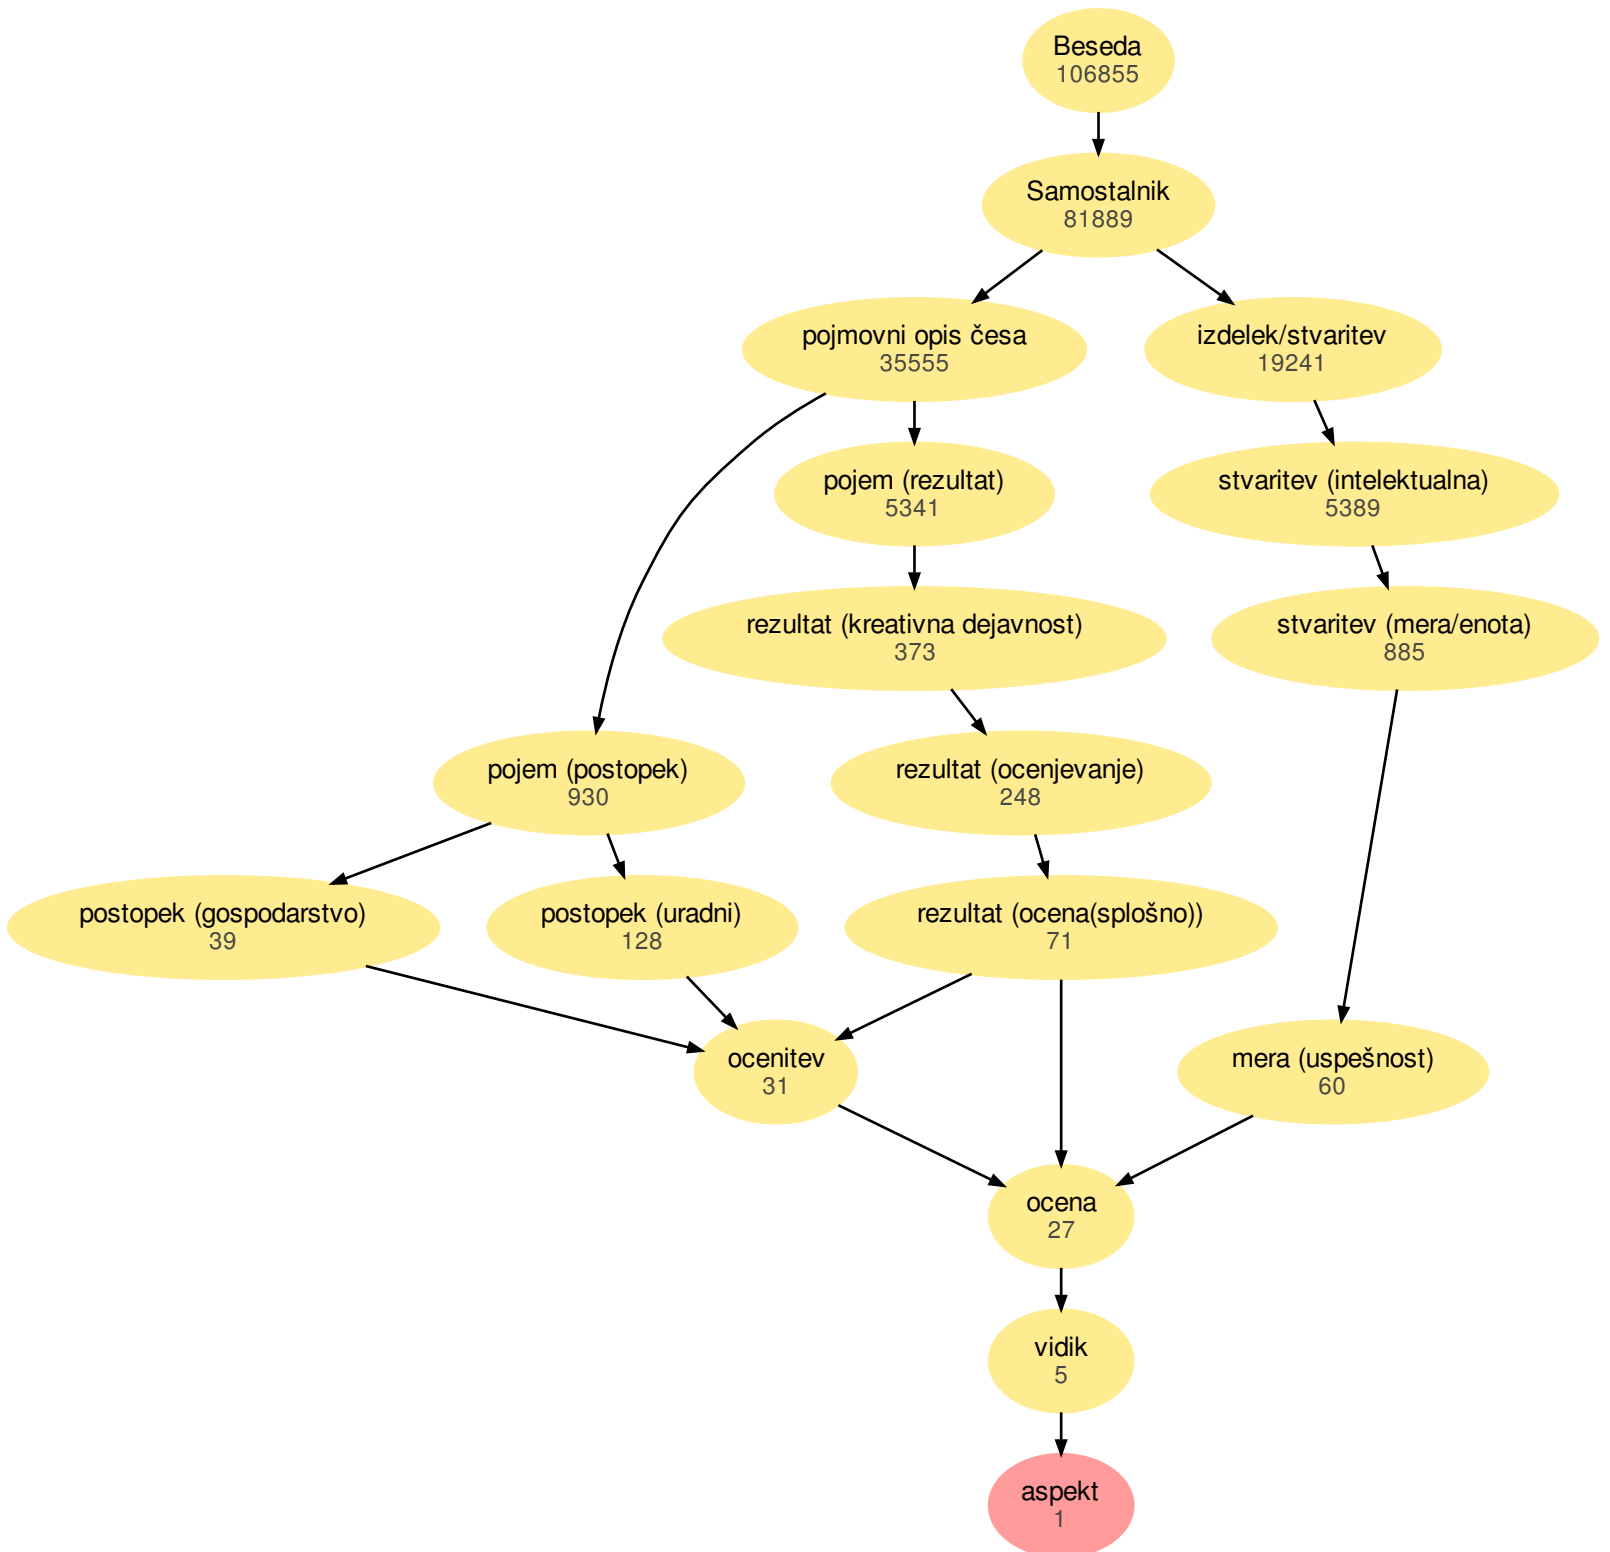 Beseda
106855
Samostalnik
81889
pojmovni opis česa
35555
izdelek/stvaritev
19241
pojem (rezultat)
5341
stvaritev (intelektualna)
5389
rezultat (kreativna dejavnost)
373
stvaritev (mera/enota)
885
pojem (postopek)
930
rezultat (ocenjevanje)
248
postopek (gospodarstvo)
39
postopek (uradni)
128
rezultat (ocena(splošno))
71
ocenitev
31
mera (uspešnost)
60
ocena
27
vidik
5
aspekt
1